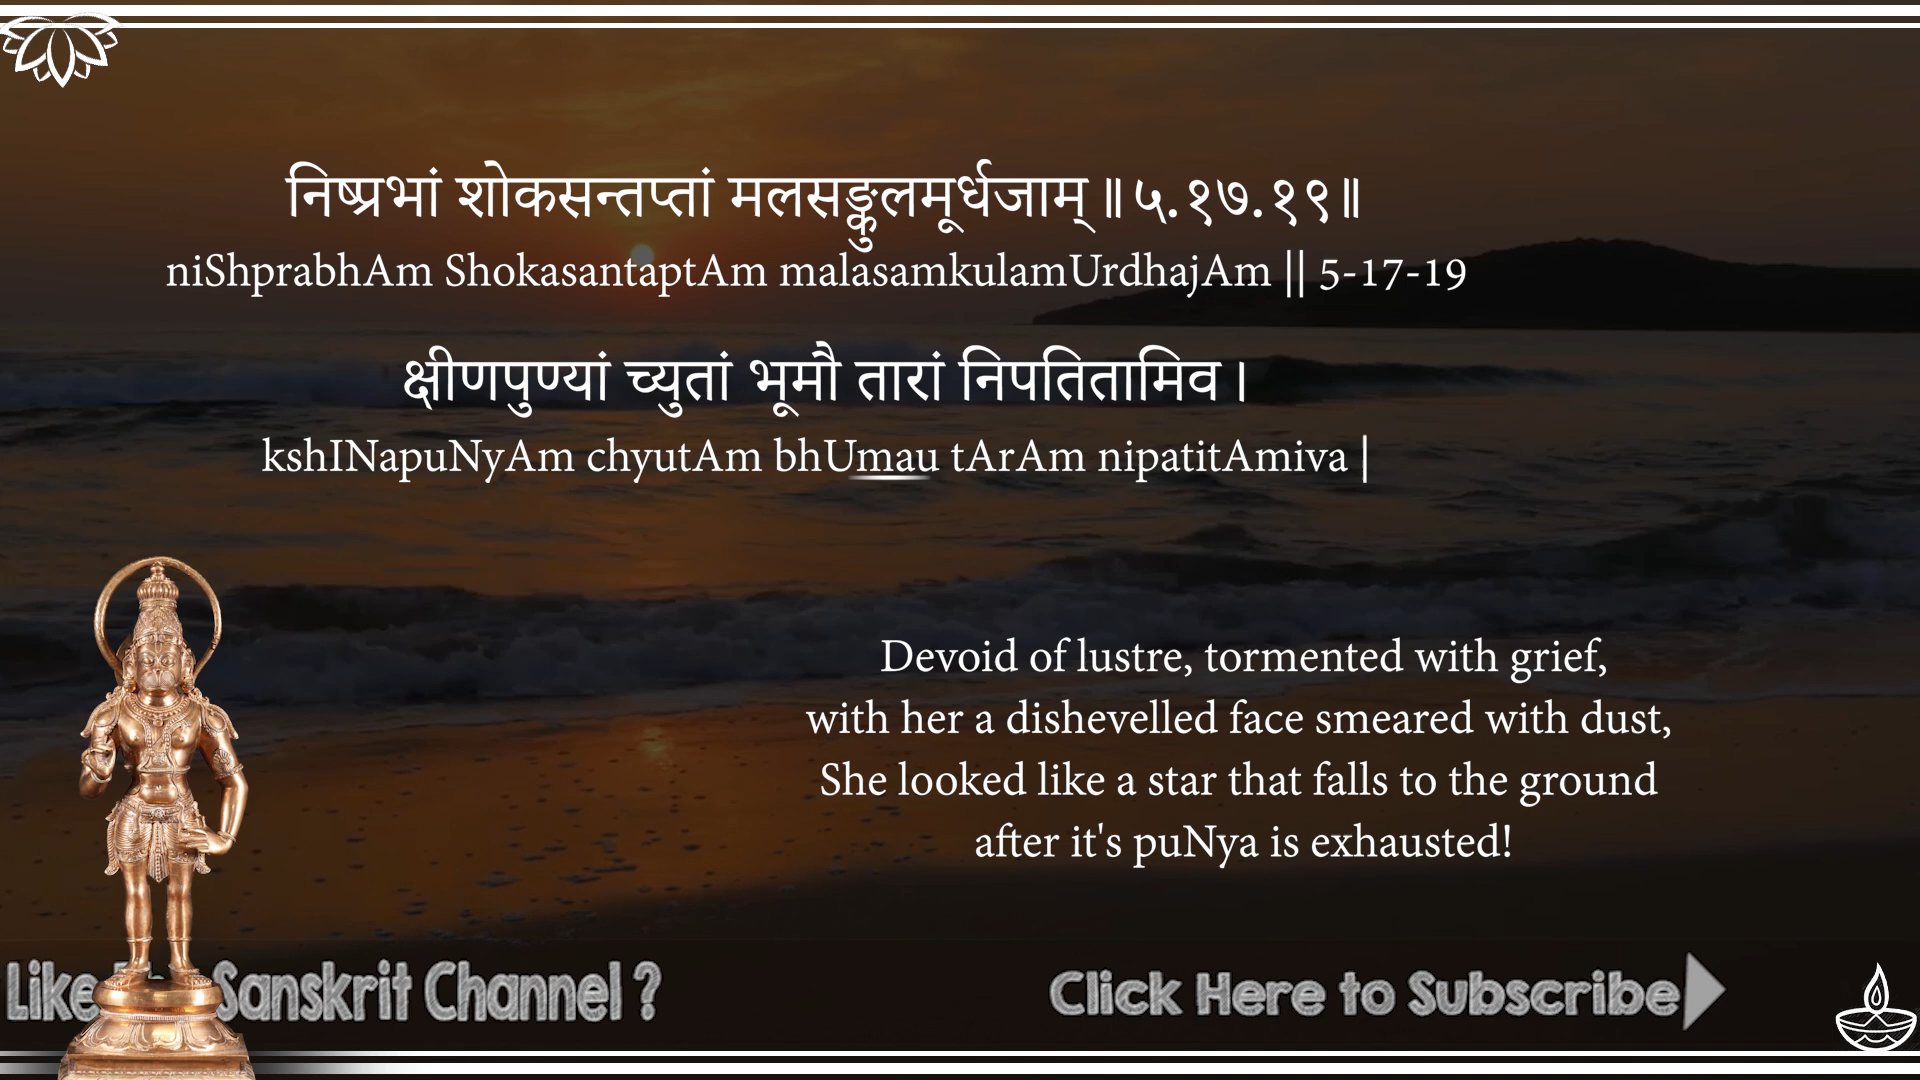 निष्प्रभां शोकसन्तप्तां मलसङ्कुलमूर्धजाम् ॥ ५.१७.१९॥
niShprabhAm ShokasantaptAm malasamkulamUrdhajAm || 5-17-19
क्षीणपुण्यां च्युतां भूमौ तारां निपतितामिव ।
kshINapuNyAm chyutAm bhUmau tArAm nipatitAmiva |
Devoid of lustre, tormented with grief,
with her a dishevelled face smeared with dust,
She looked like a star that falls to the ground
after it's puNya is exhausted!
Like Sanskrit Channel ?
Click Here to Subscribe